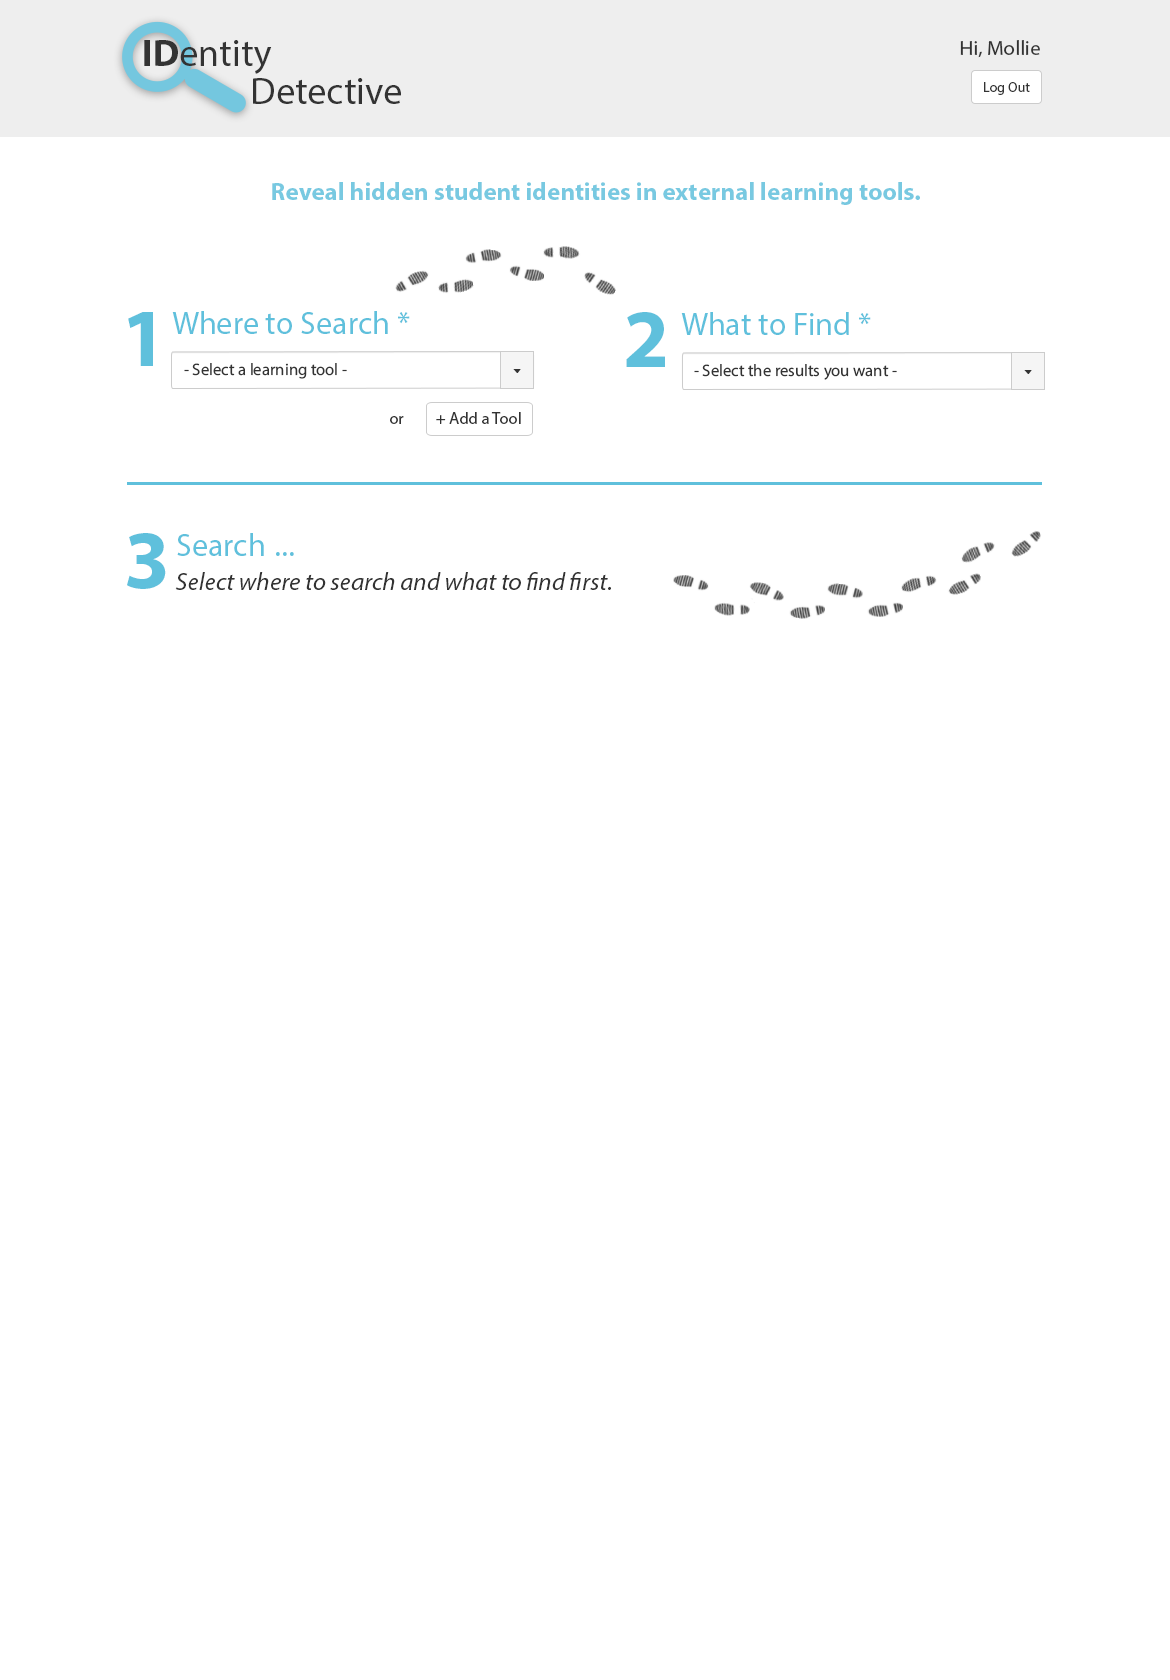 IDentity
Detective
Hi, Mollie
Log Out
Reveal hidden student identities in external learning tools.
1 Where to Search *
- Select a learning tool -
or + Add a Tool
2 What to Find *
- Select the results you want -
3 Search ...
Select where to search and what to find first.